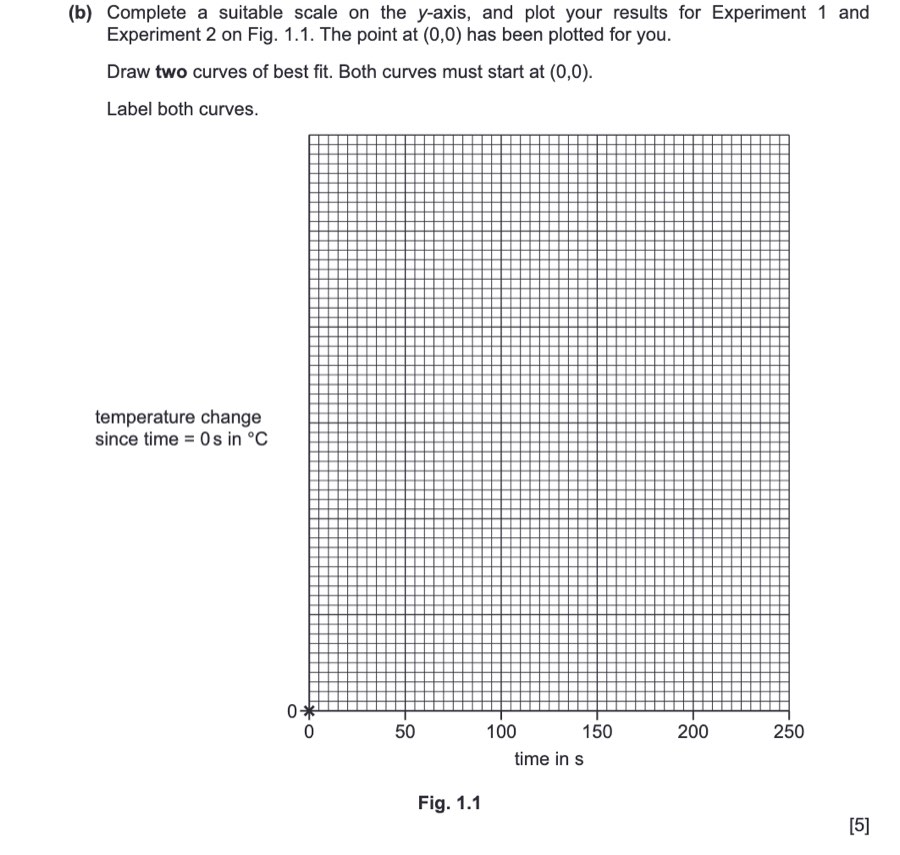 (b) Complete a suitable scale on the y-axis, and plot your results for Experiment 1 and
Experiment 2 on Fig. 1.1. The point at (0,0) has been plotted for you.
Draw two curves of best fit. Both curves must start at (0,0).
Label both curves.
temperature change
since time = 0 s in °C
0
0 50 100 150 200 250
time in s
Fig. 1.1
[5]